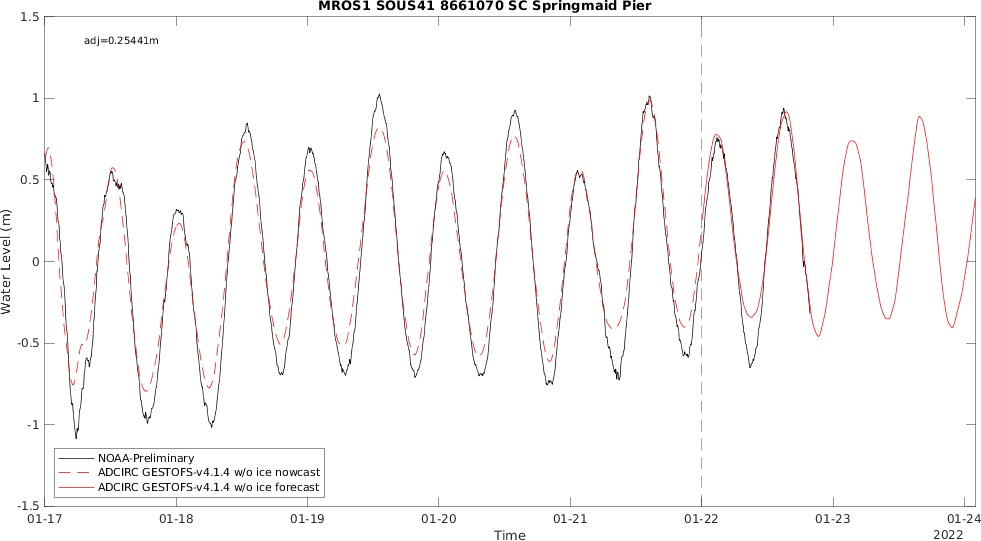 MROS1 SOUS41 8661070 SC Springmaid Pier
adj=0.25441m
1.5
1
0.5
0
-0.5
-1
-1.5
Water Level (m)
NOAA-Preliminary
ADCIRC GESTOFS-v4.1.4 w/o ice nowcast
ADCIRC GESTOFS-v4.1.4 w/o ice forecast
01-17 01-18 01-19 01-20 01-21 01-22 01-23 01-24
Time
2022